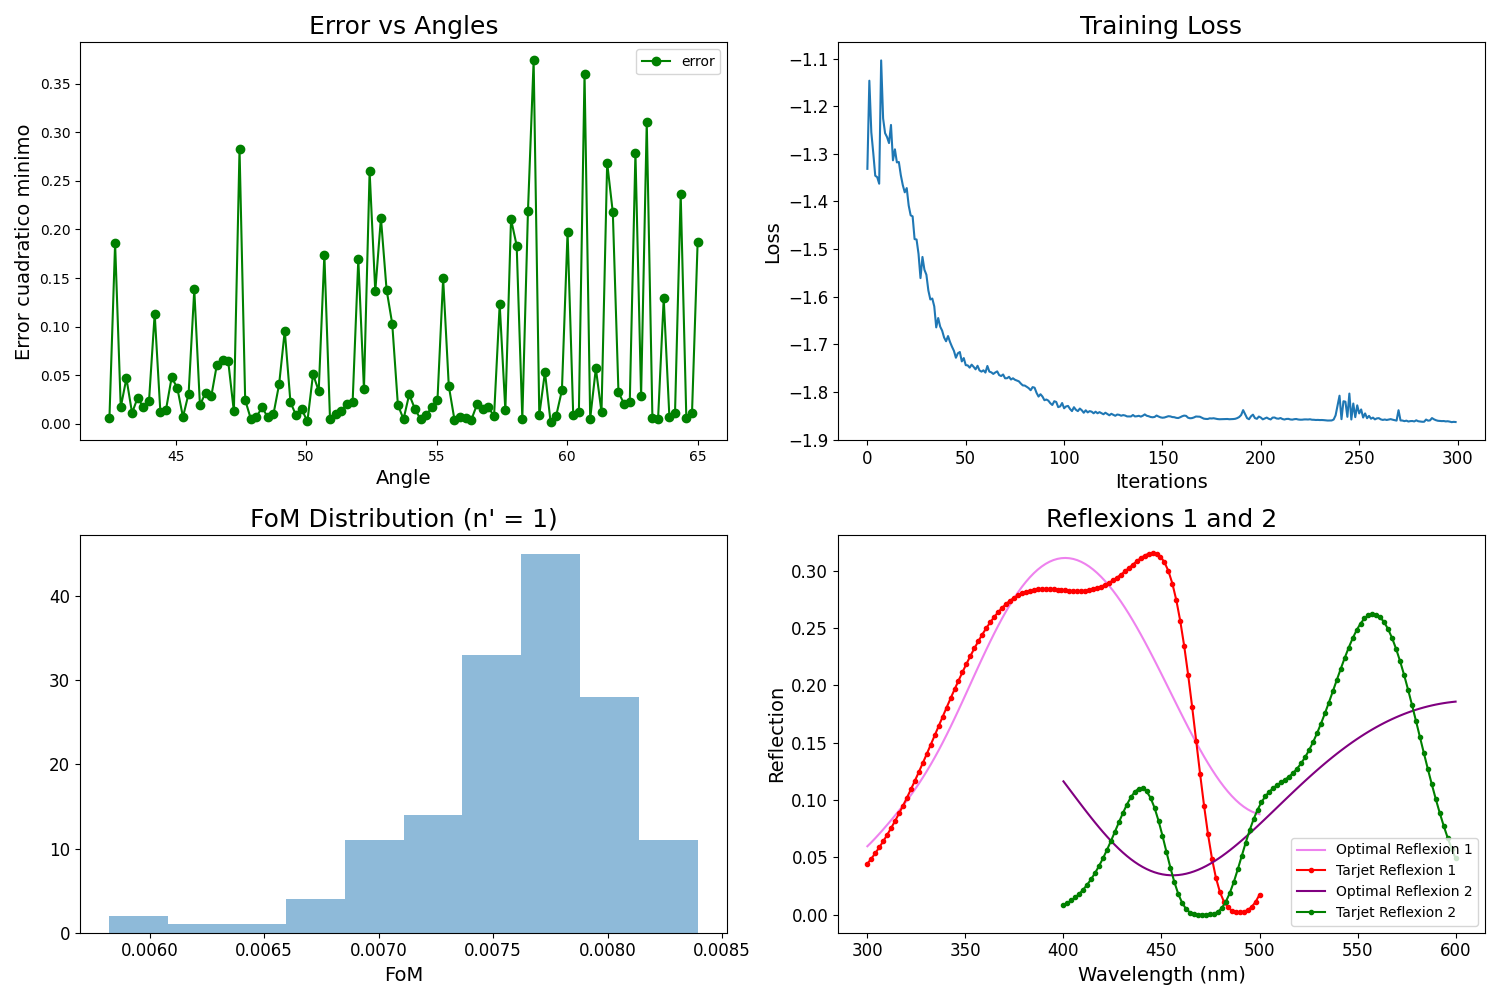 Error vs Angles
error
Error cuadratico minimo
0.35
0.30
0.25
0.20
0.15
0.10
0.05
0.00
45 50 55 60 65
Angle
Training Loss
Loss
−1.1
−1.2
−1.3
−1.4
−1.5
−1.6
−1.7
−1.8
−1.9
0 50 100 150 200 250 300
Iterations
FoM Distribution (n' = 1)
40
30
20
10
0
0.0060 0.0065 0.0070 0.0075 0.0080 0.0085
FoM
Reflexions 1 and 2
Reflection
0.30
0.25
0.20
0.15
0.10
0.05
0.00
Optimal Reflexion 1
Tarjet Reflexion 1
Optimal Reflexion 2
Tarjet Reflexion 2
300 350 400 450 500 550 600
Wavelength (nm)